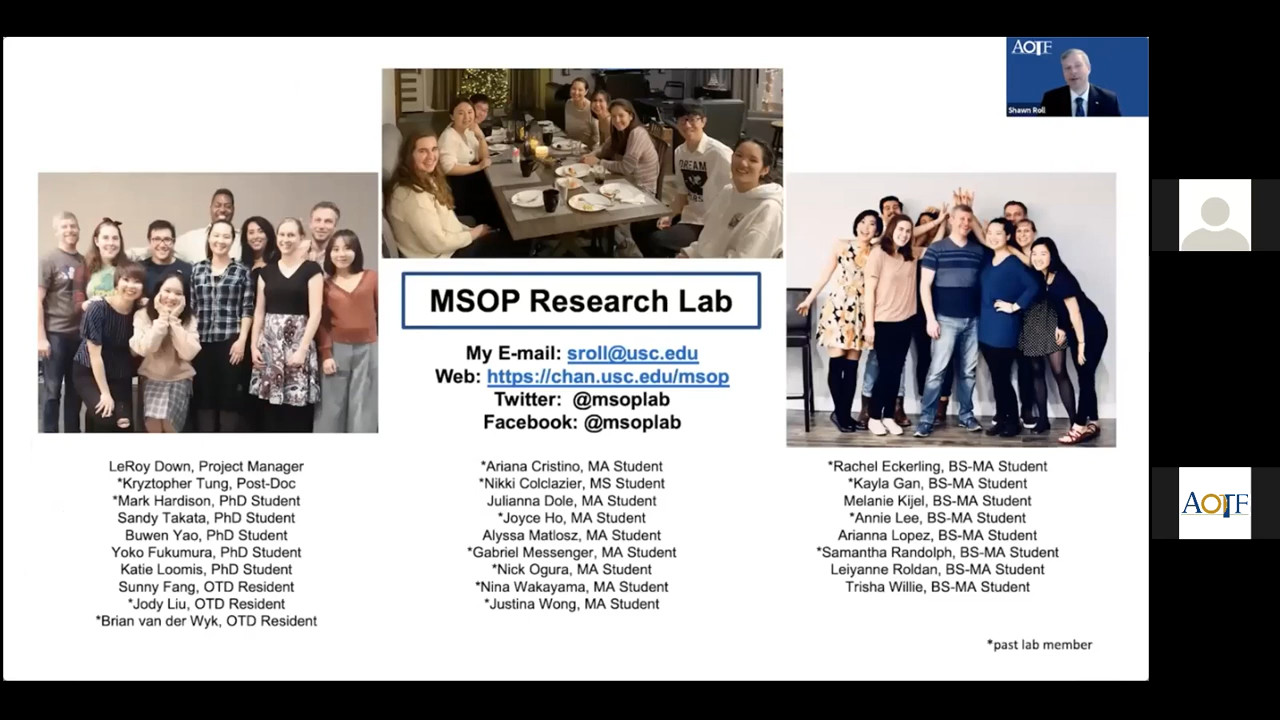 AOTF
Shawn Roll
DREAM
MSOP Research Lab
My E-mail: sroll@usc.edu
Web: https://chan.usc.edu/msop
Twitter: @msoplab
Facebook: @msoplab
LeRoy Down, Project Manager
*Kryztopher Tung, Post-Doc
*Mark Hardison, PhD Student
Sandy Takata, PhD Student
Buwen Yao, PhD Student
Yoko Fukumura, PhD Student
Katie Loomis, PhD Student
Sunny Fang, OTD Resident
*Jody Liu, OTD Resident
*Brian van der Wyk, OTD Resident
*Ariana Cristino, MA Student
*Nikki Colclazier, MS Student
Julianna Dole, MA Student
*Joyce Ho, MA Student
Alyssa Matlosz, MA Student
*Gabriel Messenger, MA Student
*Nick Ogura, MA Student
*Nina Wakayama, MA Student
*Justina Wong, MA Student
*Rachel Eckerling, BS-MA Student
*Kayla Gan, BS-MA Student
Melanie Kijel, BS-MA Student
*Annie Lee, BS-MA Student
Arianna Lopez, BS-MA Student
*Samantha Randolph, BS-MA Student
Leiyanne Roldan, BS-MA Student
Trisha Willie, BS-MA Student
*past lab member
AOTF